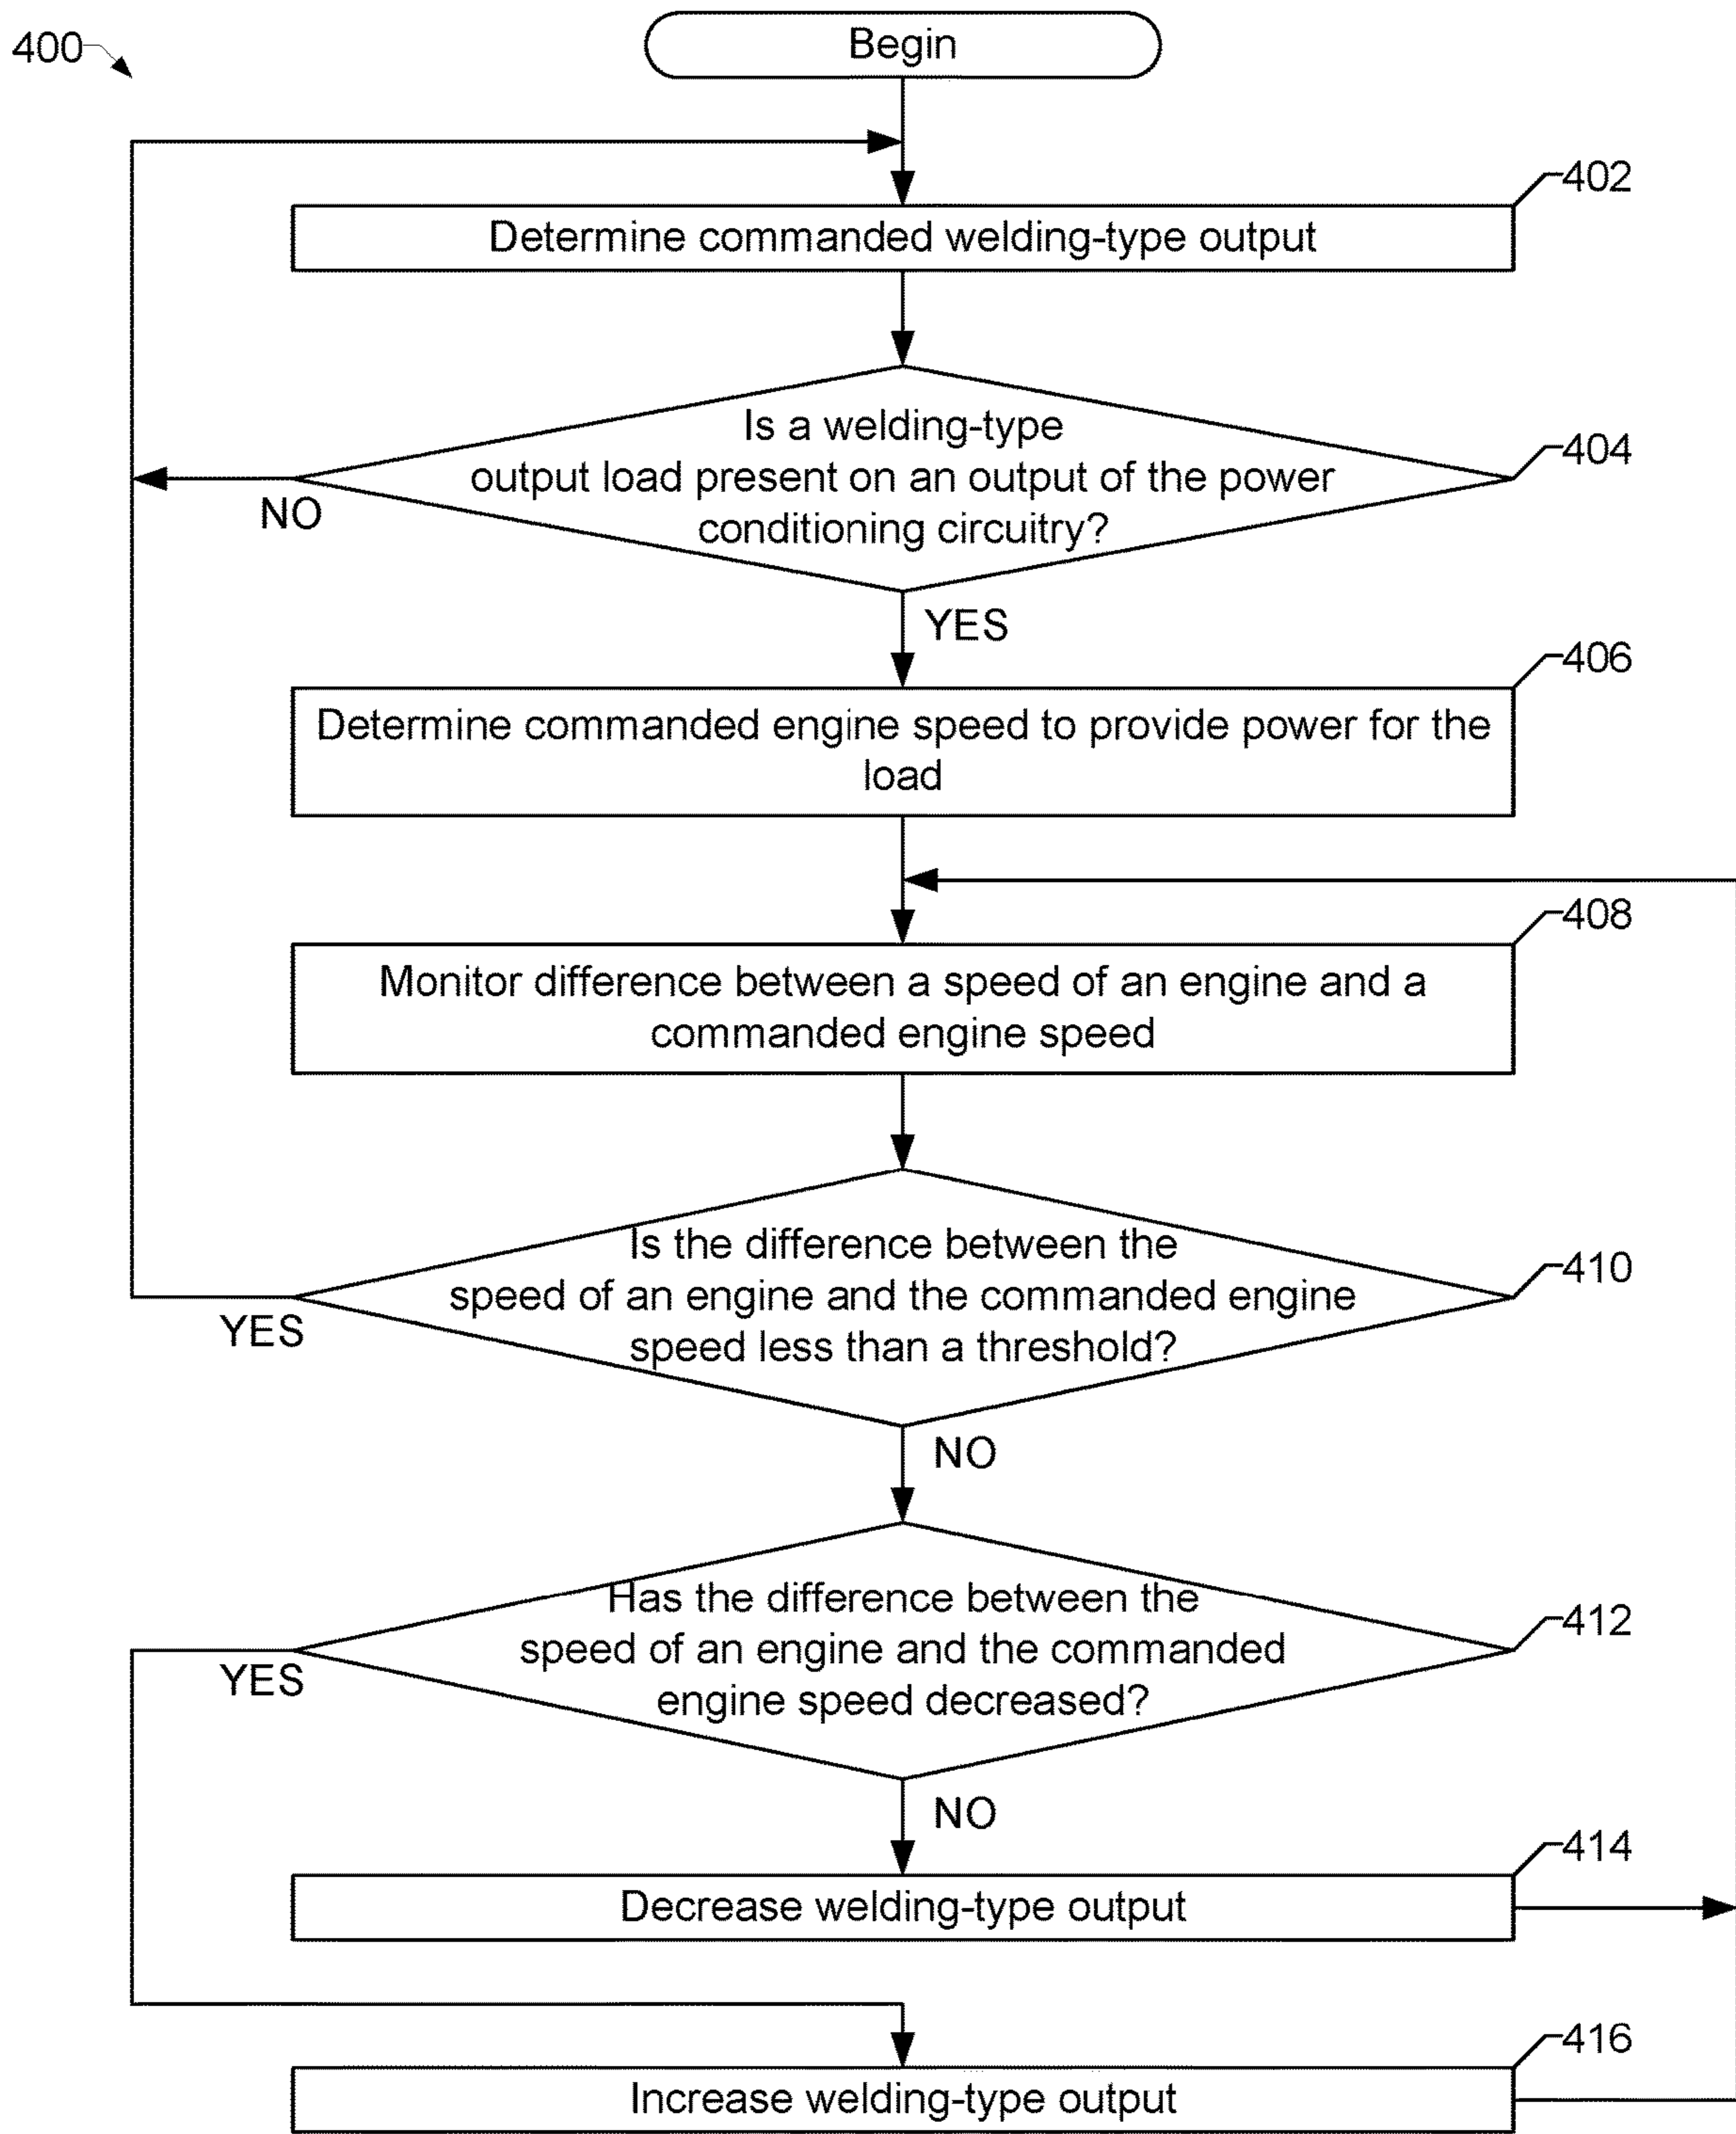 400
Begin
402
Determine commanded welding-type output
404
Is a welding-type
output load present on an output of the power
conditioning circuitry?
NO
YES
406
Determine commanded engine speed to provide power for the
load
408
Monitor difference between a speed of an engine and a
commanded engine speed
410
Is the difference between the
speed of an engine and the commanded engine
speed less than a threshold?
YES
NO
412
Has the difference between the
speed of an engine and the commanded
engine speed decreased?
YES
NO
414
Decrease welding-type output
416
Increase welding-type output